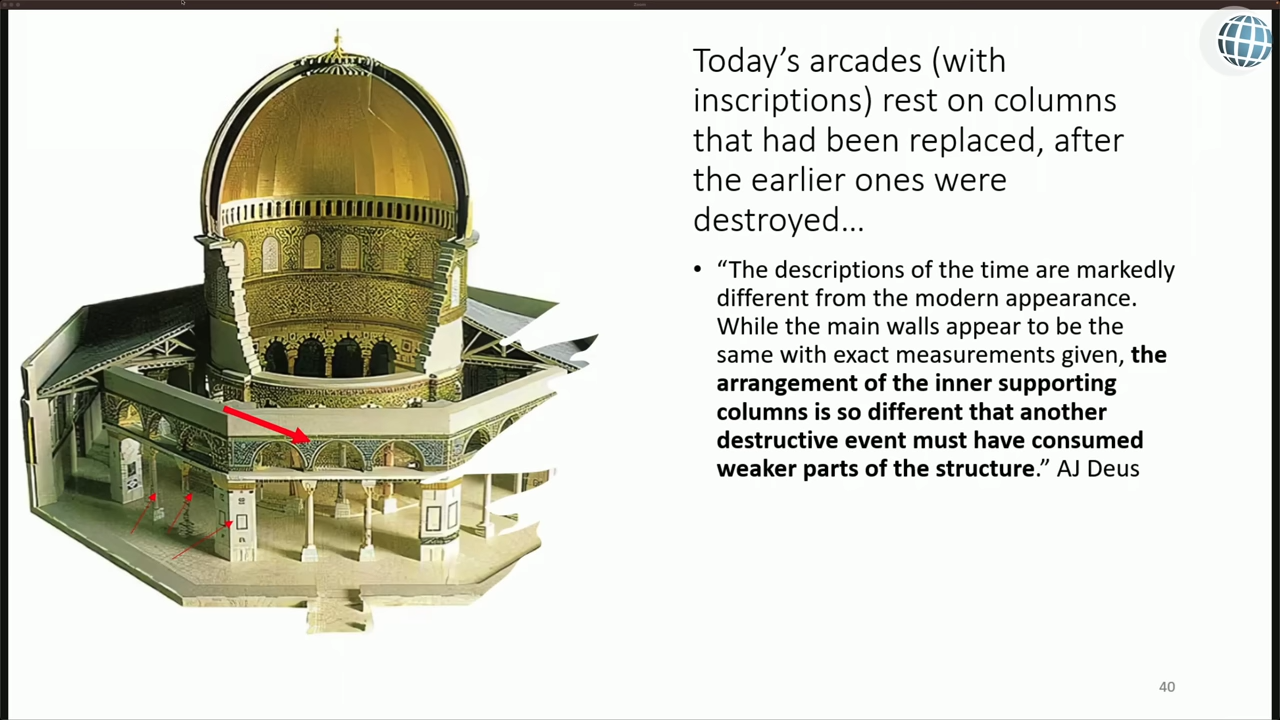 Today’s arcades (with
inscriptions) rest on columns
that had been replaced, after
the earlier ones were
destroyed…
• “The descriptions of the time are markedly
different from the modern appearance.
While the main walls appear to be the
same with exact measurements given, the
arrangement of the inner supporting
columns is so different that another
destructive event must have consumed
weaker parts of the structure.” AJ Deus
40